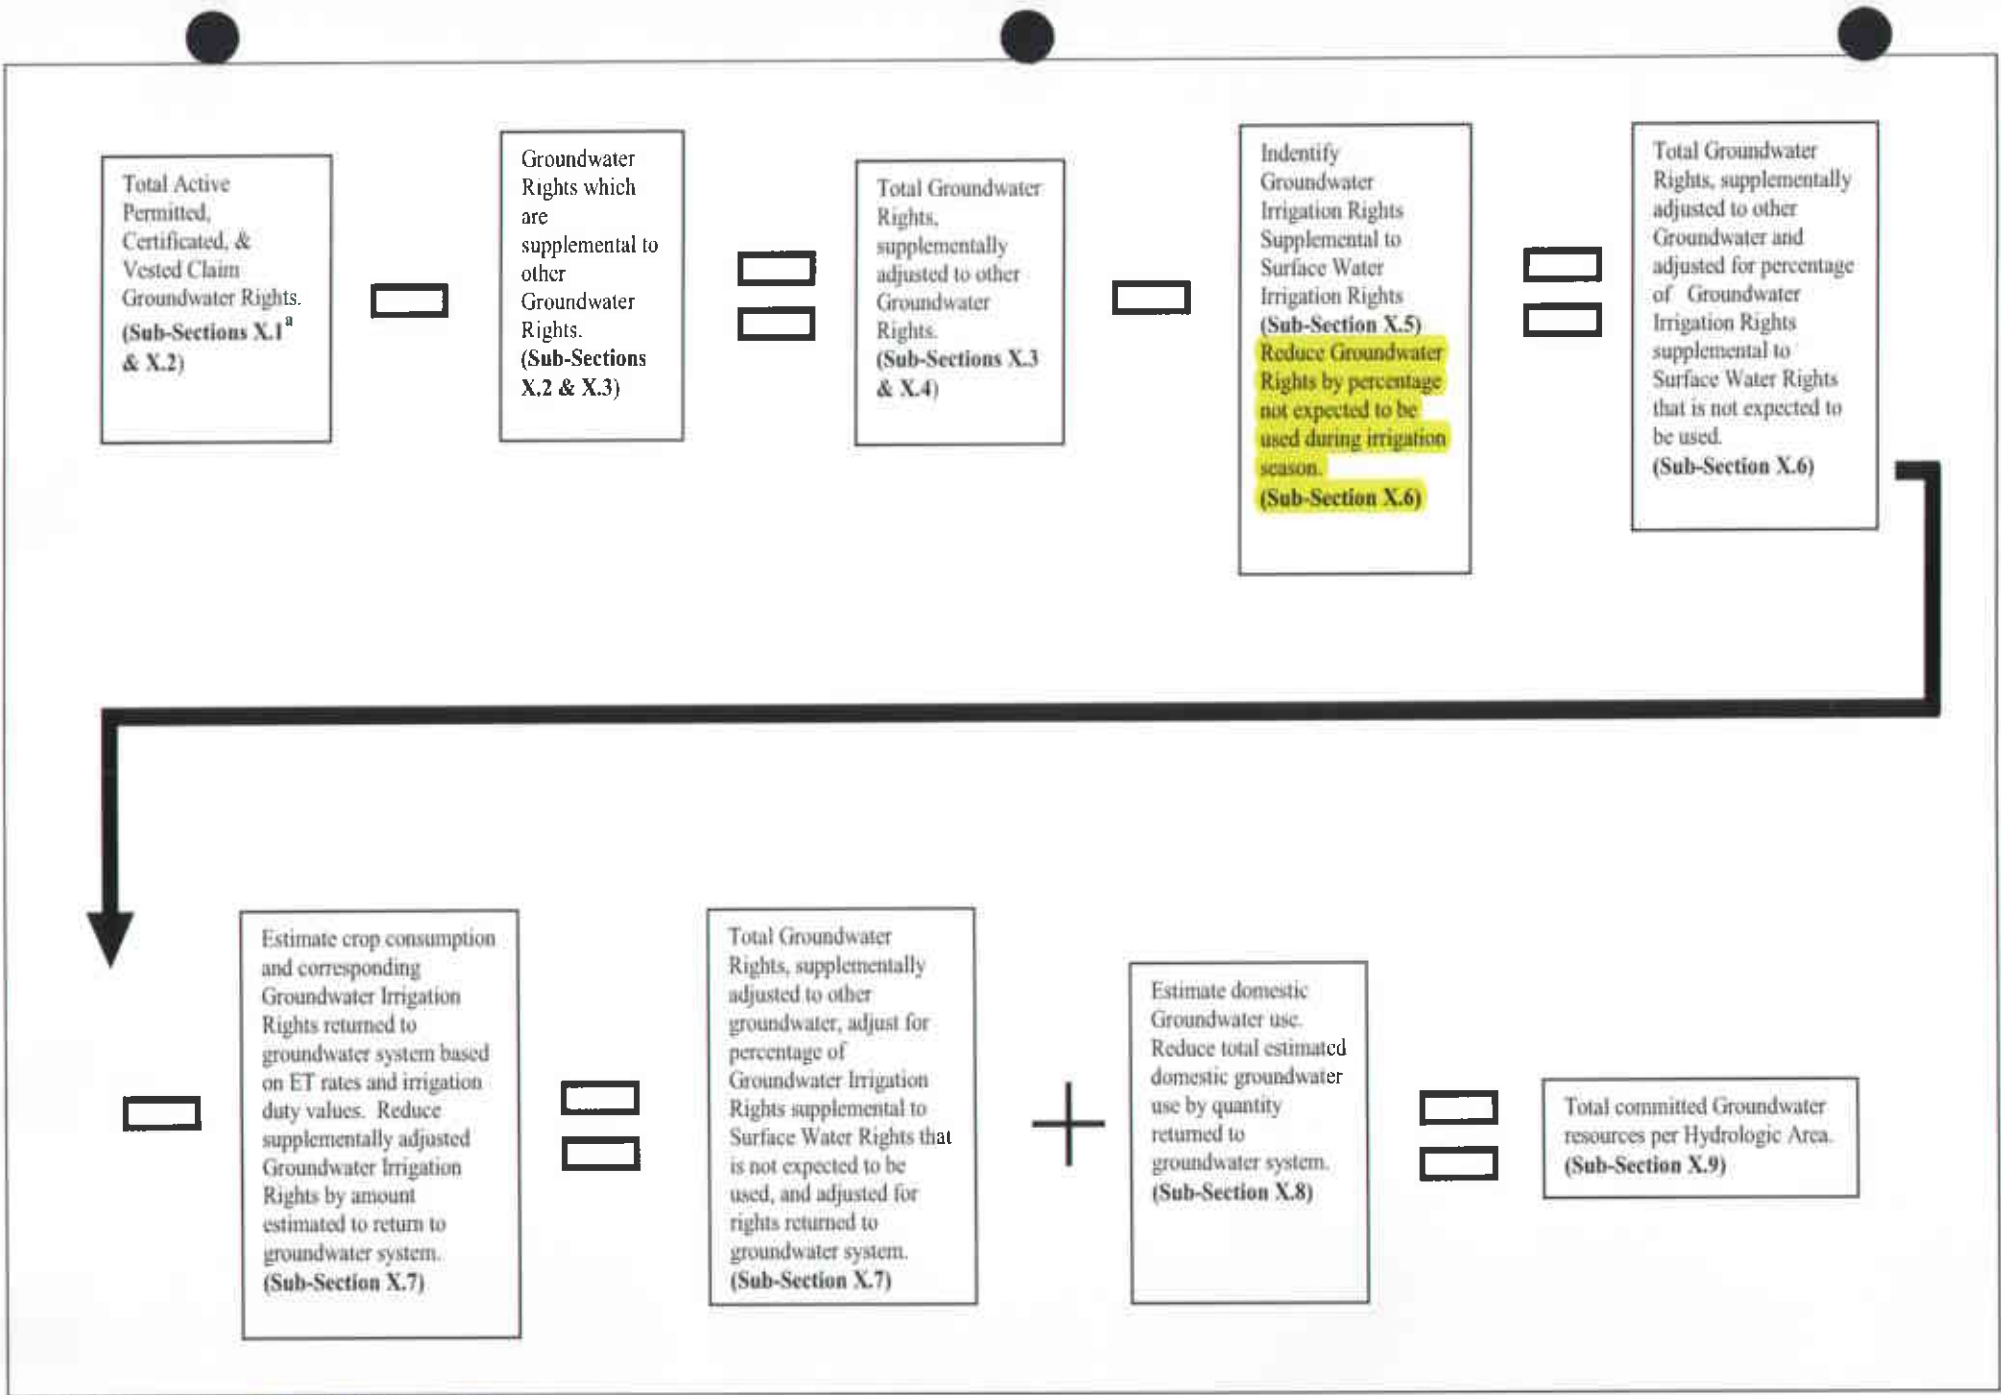 Total Active
Permitted,
Certificated, &
Vested Claim
Groundwater Rights.
(Sub-Sections X.1a
& X.2)
Groundwater
Rights which
are
supplemental to
other
Groundwater
Rights.
(Sub-Sections
X.2 & X.3)
Total Groundwater
Rights,
supplementally
adjusted to other
Groundwater
Rights.
(Sub-Sections X.3
& X.4)
Indentify
Groundwater
Irrigation Rights
Supplemental to
Surface Water
Irrigation Rights
(Sub-Section X.5)
Reduce Groundwater
Rights by percentage
not expected to be
used during irrigation
season.
(Sub-Section X.6)
Total Groundwater
Rights, supplementally
adjusted to other
Groundwater and
adjusted for percentage
of Groundwater
Irrigation Rights
supplemental to
Surface Water Rights
that is not expected to
be used.
(Sub-Section X.6)
Estimate crop consumption
and corresponding
Groundwater Irrigation
Rights returned to
groundwater system based
on ET rates and irrigation
duty values. Reduce
supplementally adjusted
Groundwater Irrigation
Rights by amount
estimated to return to
groundwater system.
(Sub-Section X.7)
Total Groundwater
Rights, supplementally
adjusted to other
groundwater, adjust for
percentage of
Groundwater Irrigation
Rights supplemental to
Surface Water Rights that
is not expected to be
used, and adjusted for
rights returned to
groundwater system.
(Sub-Section X.7)
Estimate domestic
Groundwater use.
Reduce total estimated
domestic groundwater
use by quantity
returned to
groundwater system.
(Sub-Section X.8)
Total committed Groundwater
resources per Hydrologic Area.
(Sub-Section X.9)